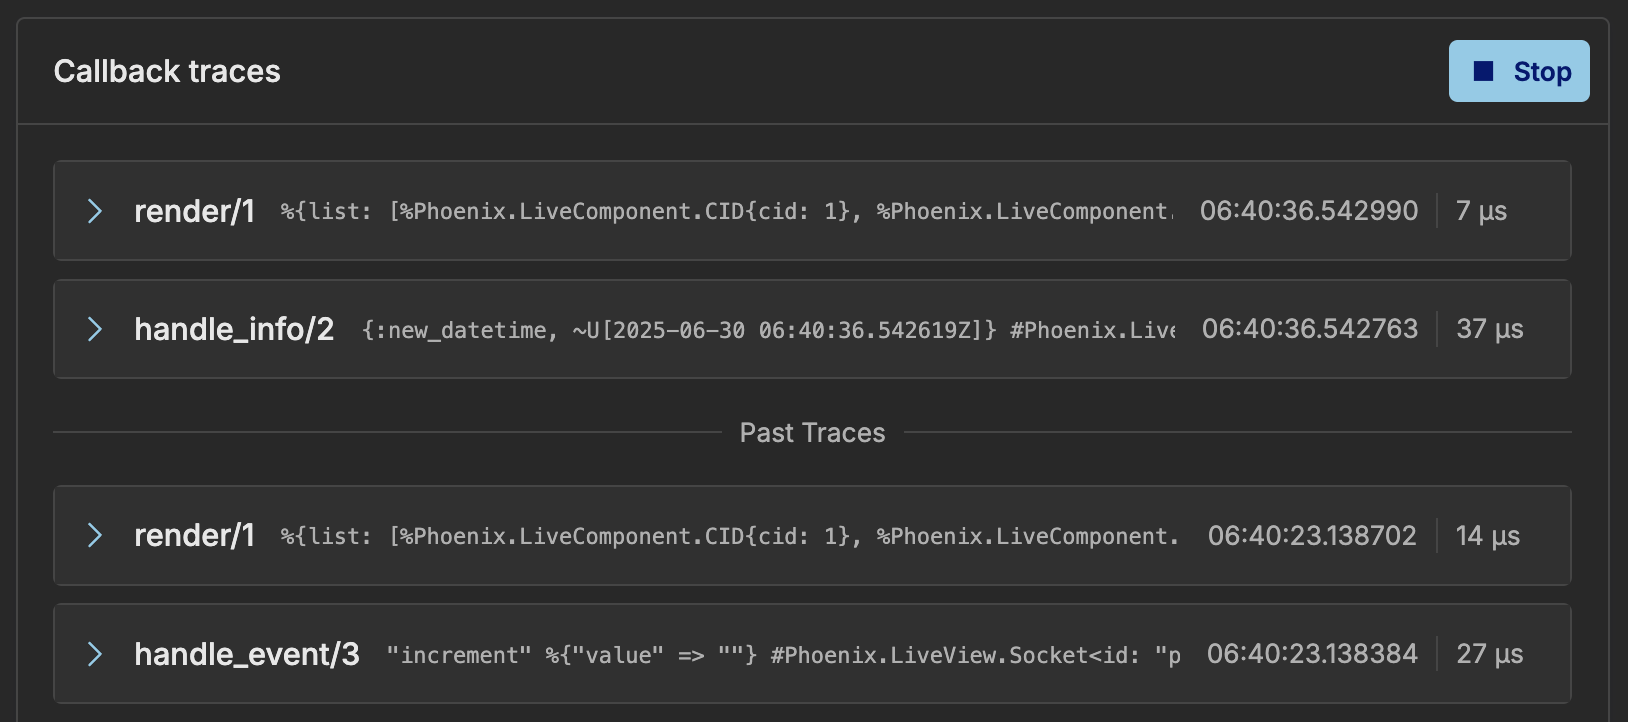 Callback traces
Stop
render/1 %{list: [%Phoenix.LiveComponent.CID{cid: 1}, %Phoenix.LiveComponent. 06:40:36.542990 7 µs
handle_info/2 {:new_datetime, ~U[2025-06-30 06:40:36.542619Z]} #Phoenix.Live 06:40:36.542763 37 µs
Past Traces
render/1 %{list: [%Phoenix.LiveComponent.CID{cid: 1}, %Phoenix.LiveComponent. 06:40:23.138702 14 µs
handle_event/3 "increment" %{"value" => ""} #Phoenix.LiveView.Socket<id: "p 06:40:23.138384 27 µs